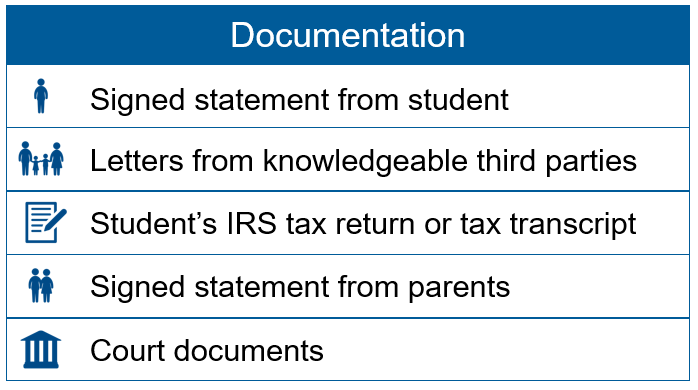 Documentation
Signed statement from student
Letters from knowledgeable third parties
Student's IRS tax return or tax transcript
Signed statement from parents
Court documents